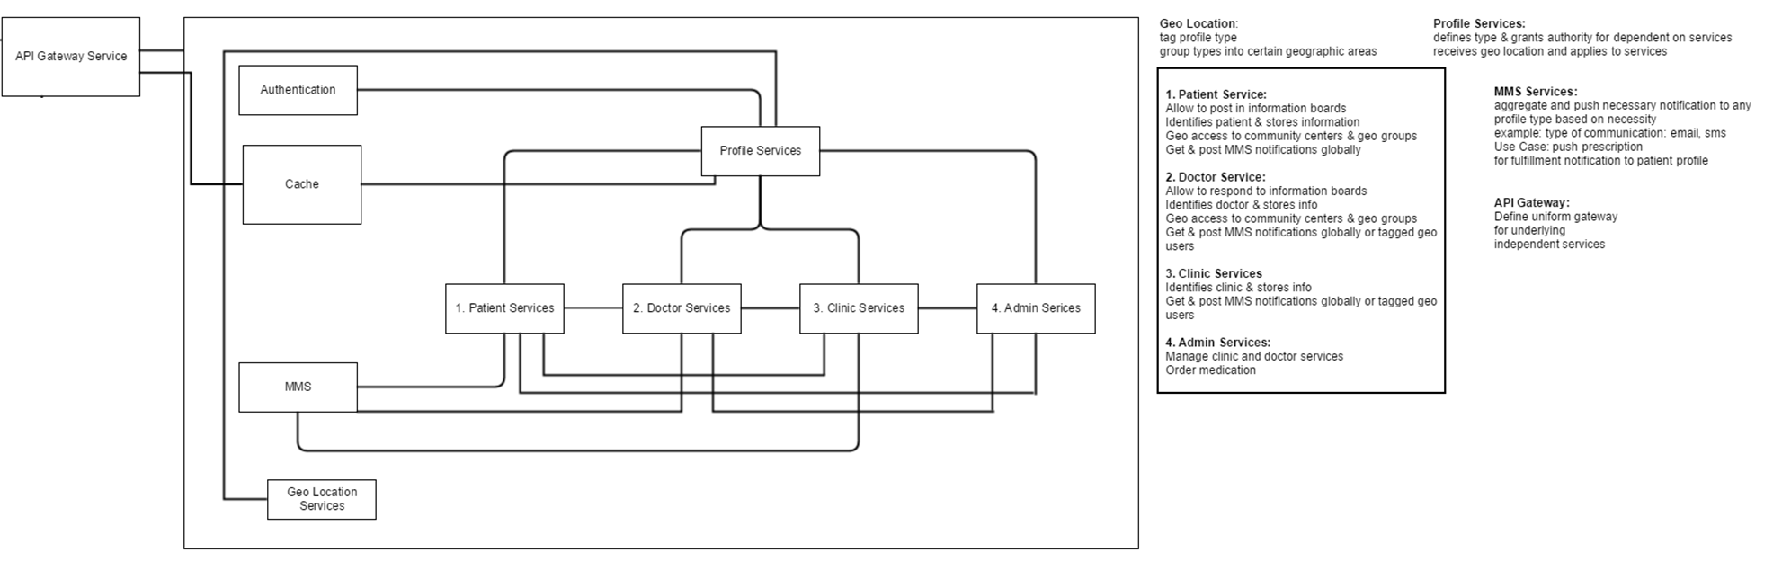 API Gateway Service
Authentication
Cache
Profile Services
1. Patient Services
2. Doctor Services
3. Clinic Services
4. Admin Serices
MMS
Geo Location
Services
Geo Location:
tag profile type
group types into certain geographic areas
Profile Services:
defines type & grants authority for dependent on services
receives geo location and applies to services
1. Patient Service:
Allow to post in information boards
Identifies patient & stores information
Geo access to community centers & geo groups
Get & post MMS notifications globally
2. Doctor Service:
Allow to respond to information boards
Identifies doctor & stores info
Geo access to community centers & geo groups
Get & post MMS notifications globally or tagged geo
users
3. Clinic Services
Identifies clinic & stores info
Get & post MMS notifications globally or tagged geo
users
4. Admin Services:
Manage clinic and doctor services
Order medication
MMS Services:
aggregate and push necessary notification to any
profile type based on necessity
example: type of communication: email, sms
Use Case: push prescription
for fulfillment notification to patient profile
API Gateway:
Define uniform gateway
for underlying
independent services